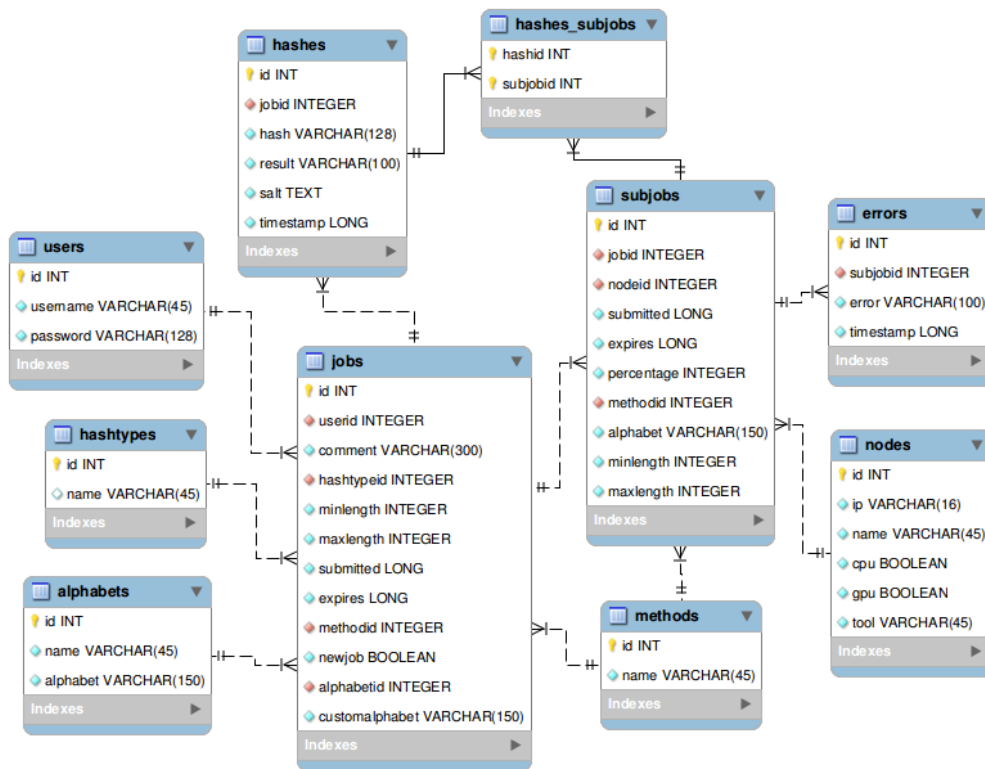 hashes
id INT
jobid INTEGER
hash VARCHAR(128)
result VARCHAR(100)
salt TEXT
timestamp LONG
Indexes
hashes_subjobs
hashid INT
subjobid INT
Indexes
users
id INT
username VARCHAR(45)
password VARCHAR(128)
Indexes
hashtypes
id INT
name VARCHAR(45)
Indexes
alphabets
id INT
name VARCHAR(45)
alphabet VARCHAR(150)
Indexes
jobs
id INT
userid INTEGER
comment VARCHAR(300)
hashtypeid INTEGER
minlength INTEGER
maxlength INTEGER
submitted LONG
expires LONG
methodid INTEGER
newjob BOOLEAN
alphabetid INTEGER
customalphabet VARCHAR(150)
Indexes
subjobs
id INT
jobid INTEGER
nodeid INTEGER
submitted LONG
expires LONG
percentage INTEGER
methodid INTEGER
alphabet VARCHAR(150)
minlength INTEGER
maxlength INTEGER
Indexes
methods
id INT
name VARCHAR(45)
Indexes
errors
id INT
subjobid INTEGER
error VARCHAR(100)
timestamp LONG
Indexes
nodes
id INT
ip VARCHAR(16)
name VARCHAR(45)
cpu BOOLEAN
gpu BOOLEAN
tool VARCHAR(45)
Indexes